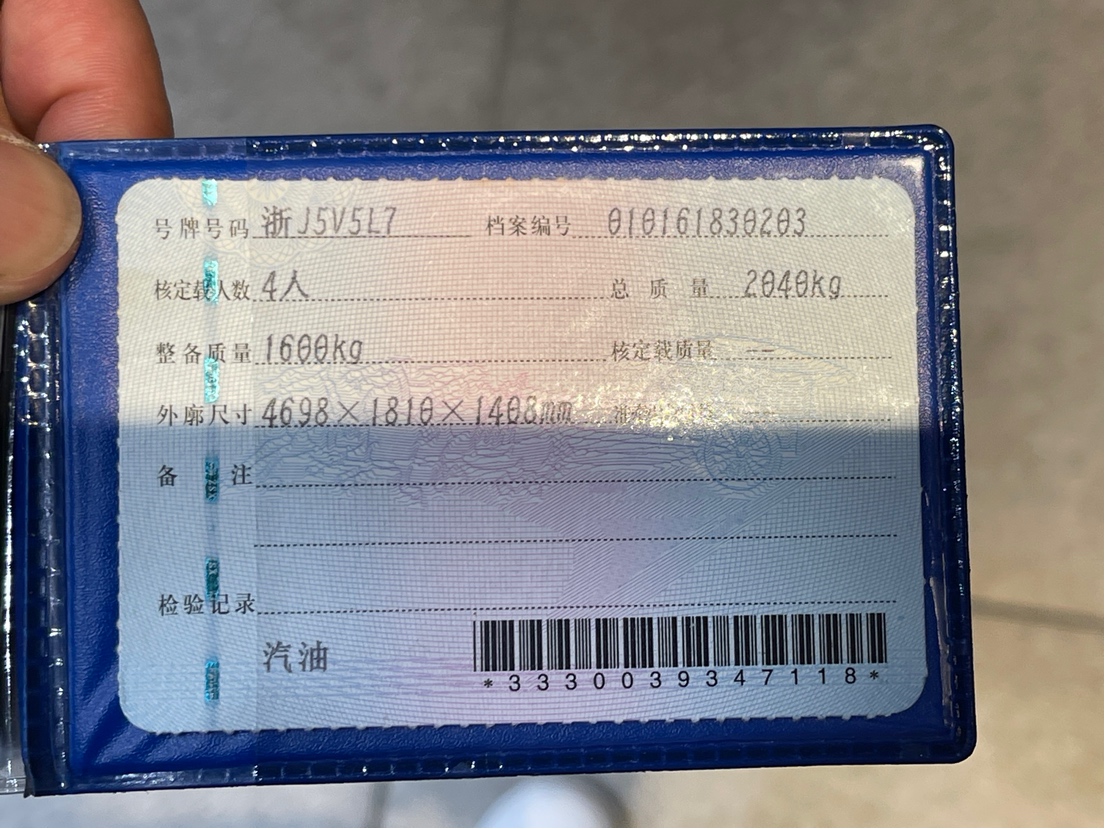 号牌号码 浙J5V5L7 档案编号 010161830203
核定载人数 4人 总质量 2040kg
整备质量 1600kg 核定载质量 --
外廓尺寸 4698×1810×1408mm --
备注
检验记录
汽油
*3330039347118*